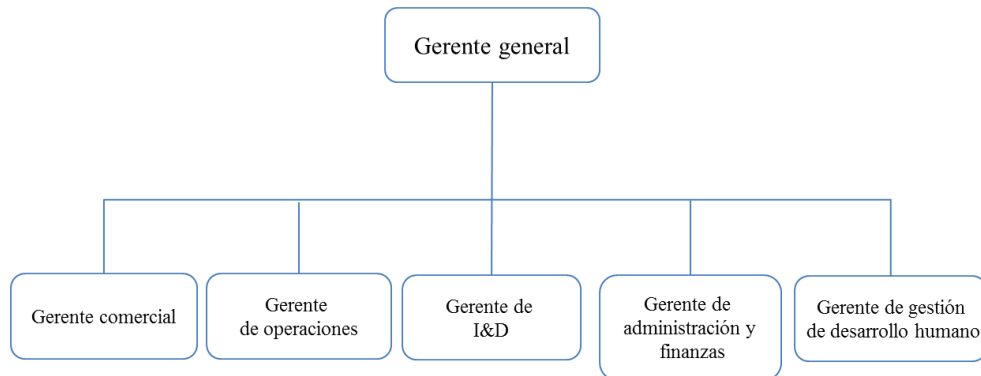 Gerente general
Gerente comercial
Gerente
de operaciones
Gerente de
I&D
Gerente de
administración y
finanzas
Gerente de gestión
de desarrollo humano